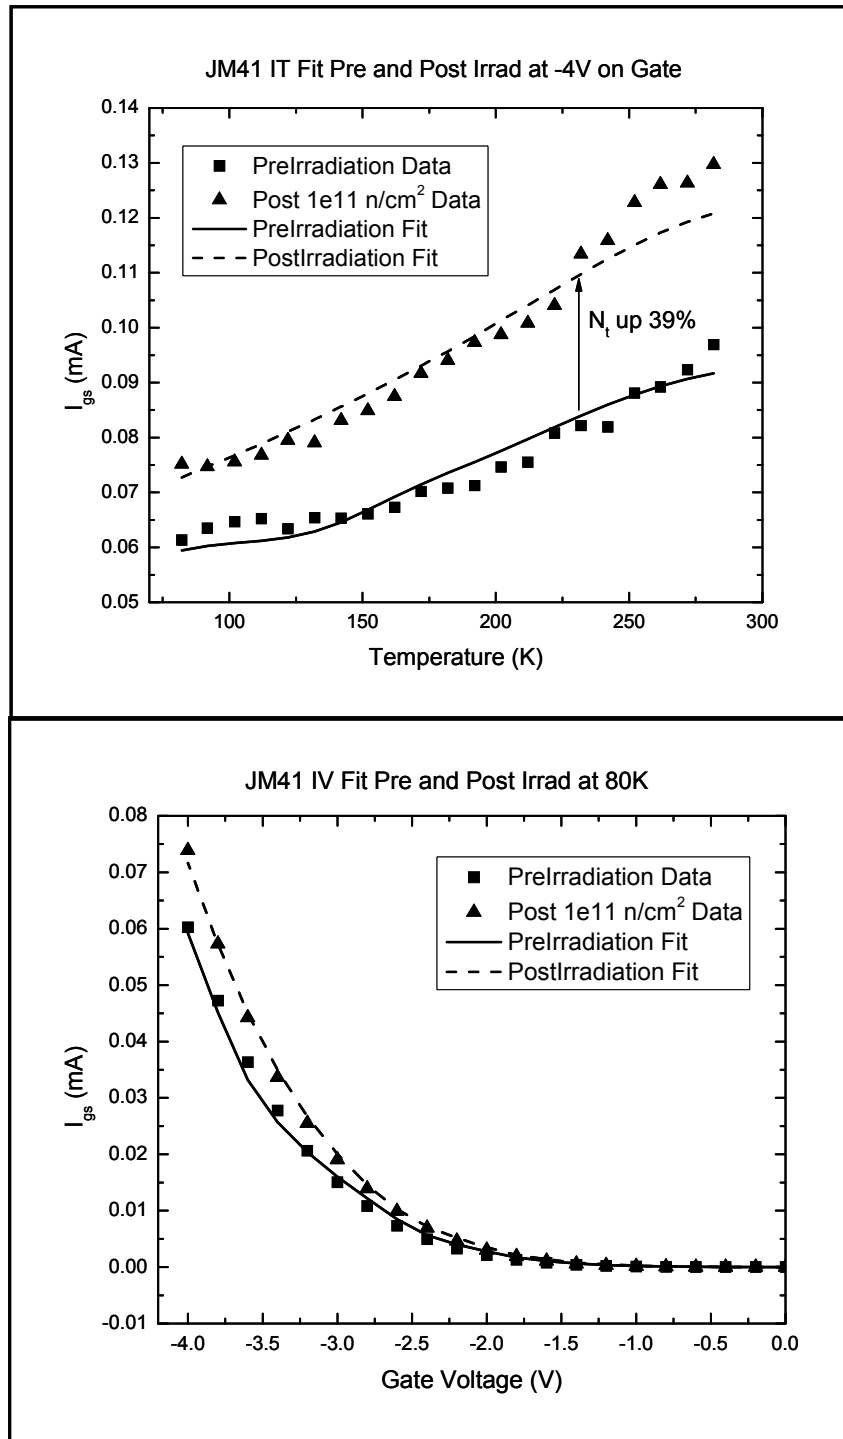 JM41 IT Fit Pre and Post Irrad at -4V on Gate
0.14
0.13
0.12
0.11
0.10
0.09
0.08
0.07
0.06
0.05
I_gs (mA)
PreIrradiation Data
Post 1e11 n/cm² Data
PreIrradiation Fit
PostIrradiation Fit
N_t up 39%
100 150 200 250 300
Temperature (K)
JM41 IV Fit Pre and Post Irrad at 80K
0.08
0.07
0.06
0.05
0.04
0.03
0.02
0.01
0.00
-0.01
I_gs (mA)
PreIrradiation Data
Post 1e11 n/cm² Data
PreIrradiation Fit
PostIrradiation Fit
-4.0 -3.5 -3.0 -2.5 -2.0 -1.5 -1.0 -0.5 0.0
Gate Voltage (V)